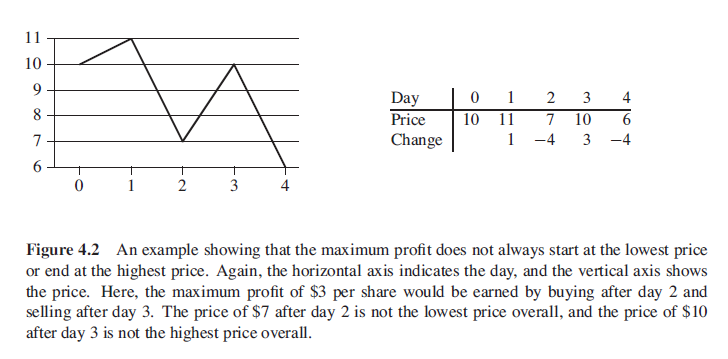 11
10
9
8
7
6
0 1 2 3 4
Day 0 1 2 3 4
Price 10 11 7 10 6
Change 1 −4 3 −4
Figure 4.2 An example showing that the maximum profit does not always start at the lowest price
or end at the highest price. Again, the horizontal axis indicates the day, and the vertical axis shows
the price. Here, the maximum profit of $3 per share would be earned by buying after day 2 and
selling after day 3. The price of $7 after day 2 is not the lowest price overall, and the price of $10
after day 3 is not the highest price overall.